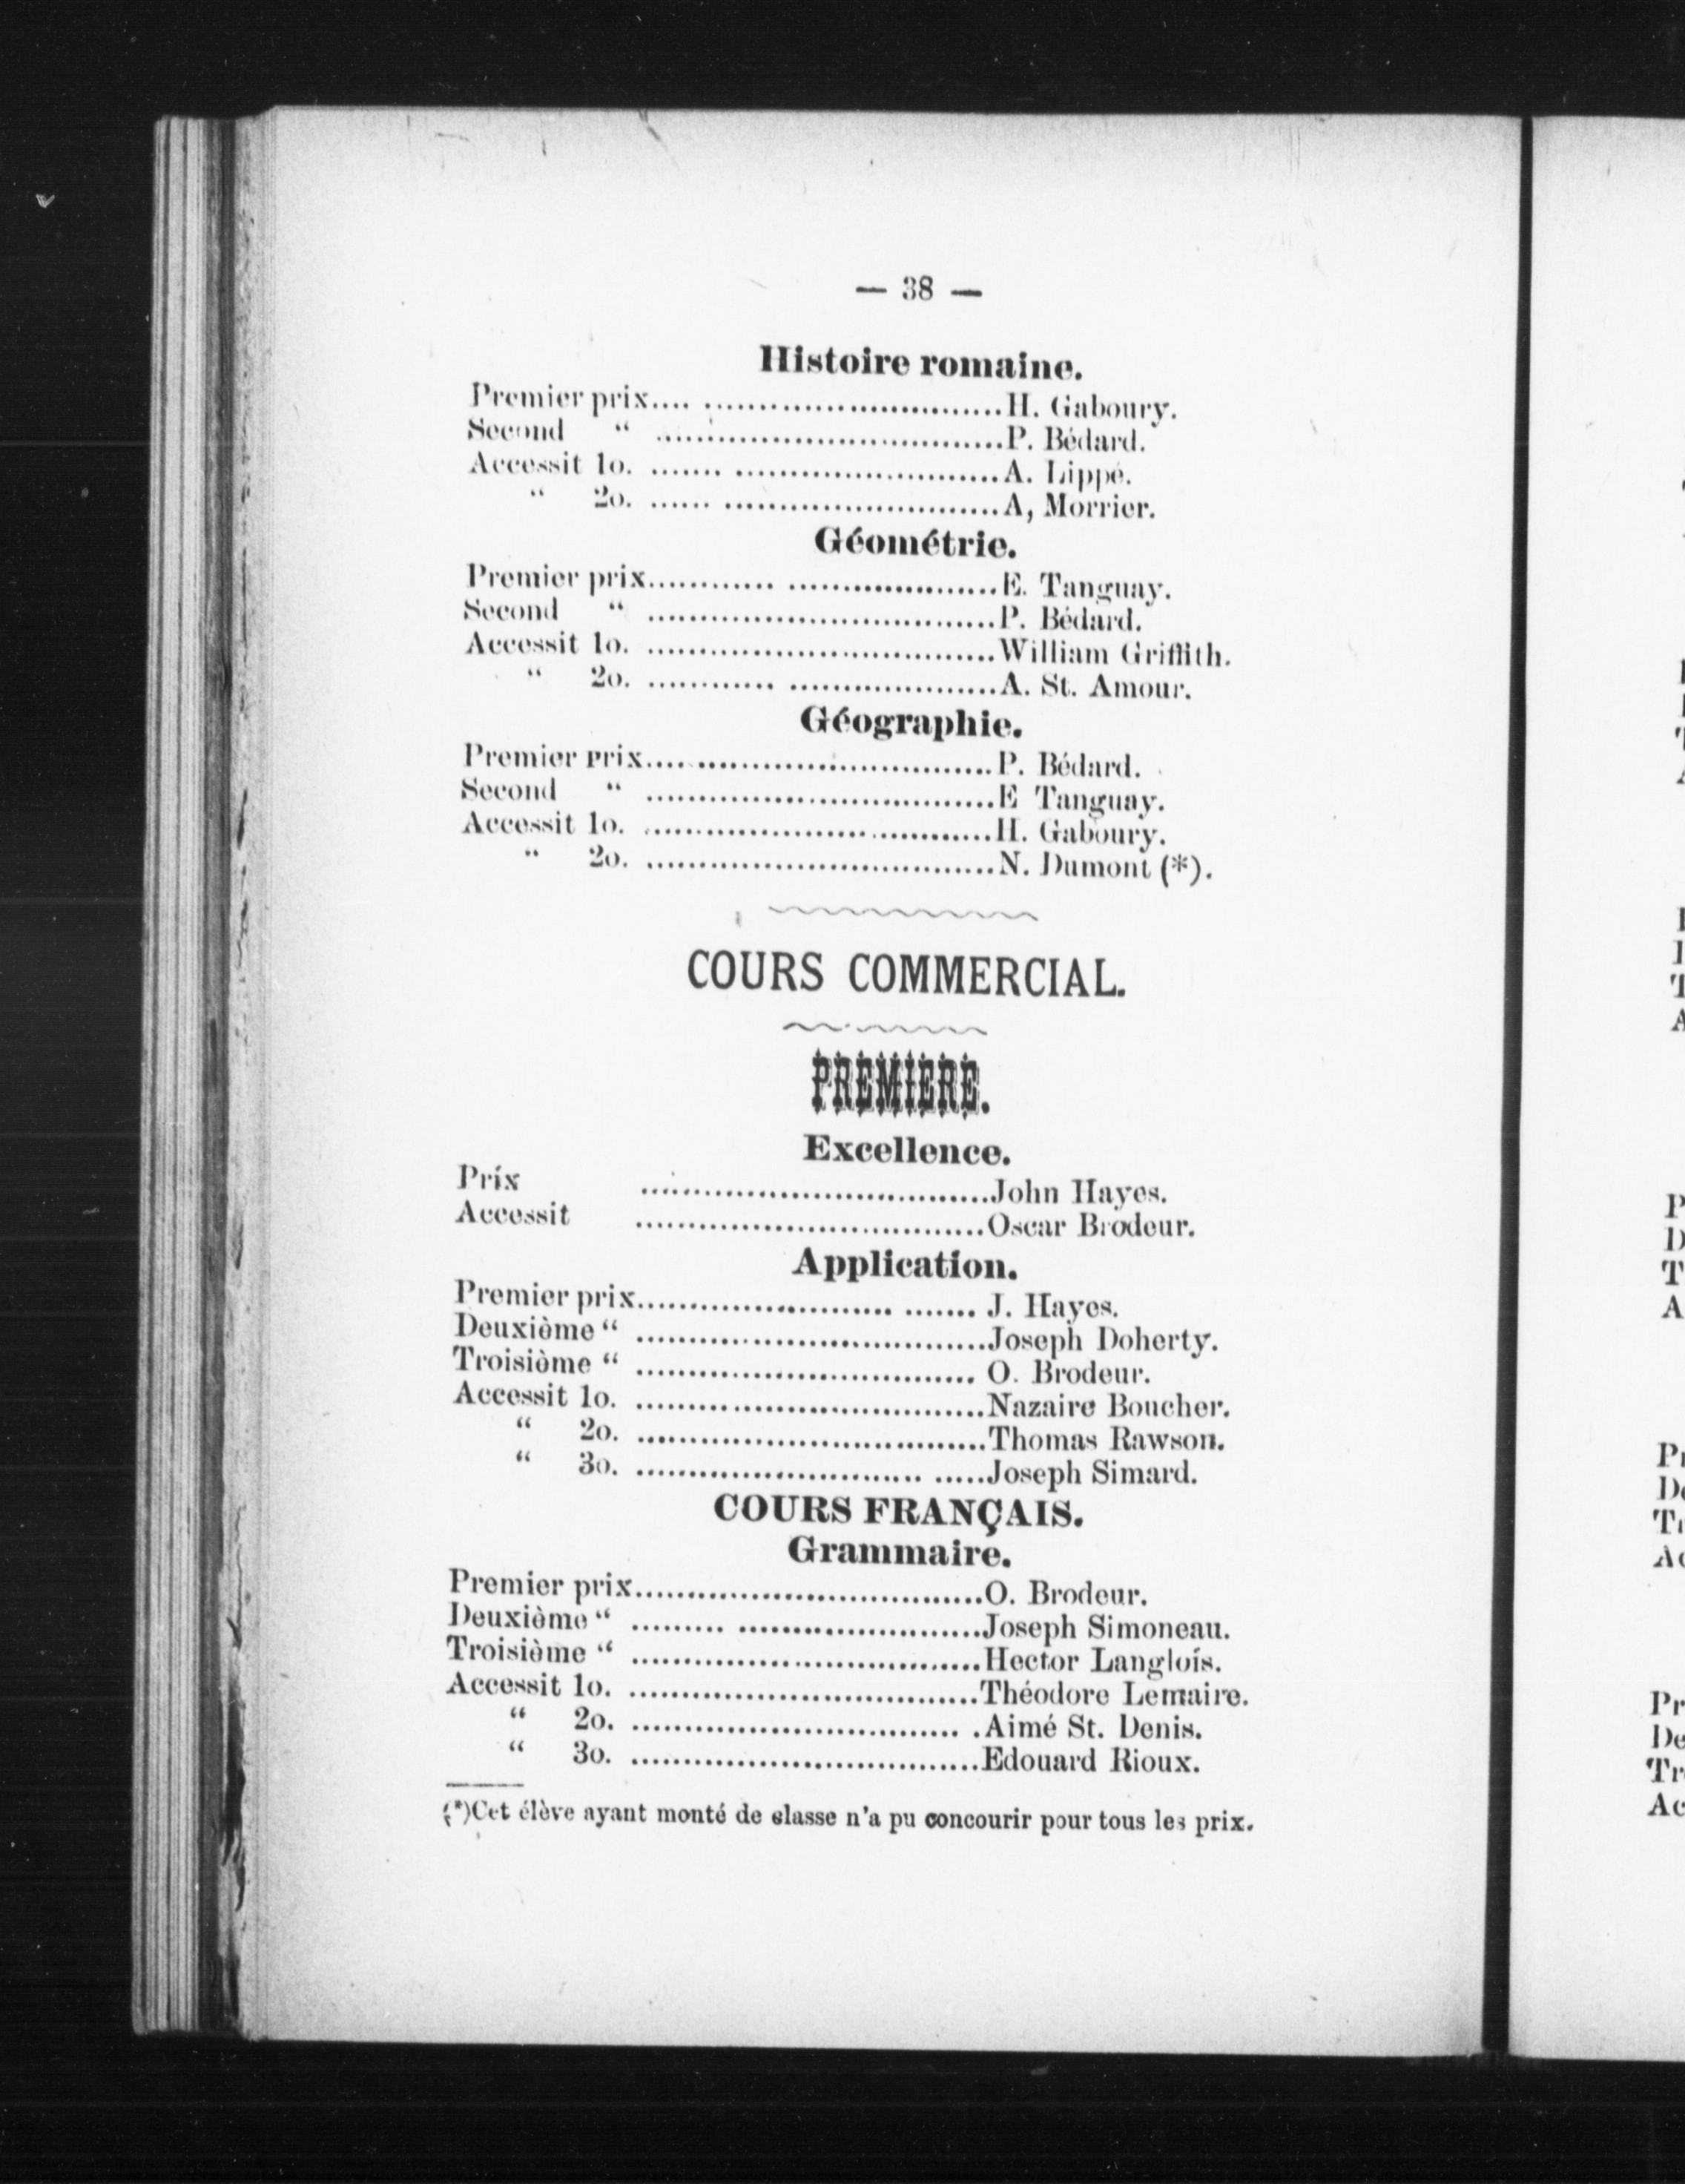 — 38 —
Histoire romaine.
Premier prix.... ..............................H. Gaboury.
Second “ ..................................P. Bédard.
Accessit 1o. ....... ..........................A. Lippé.
“ 2o. ...... ...........................A, Morrier.
Géométrie.
Premier prix............ ....................E. Tanguay.
Second “ ..................................P. Bédard.
Accessit 1o. ..................................William Griffith.
“ 2o. ............ ....................A. St. Amour.
Géographie.
Premier prix..................................P. Bédard.
Second “ ..................................E Tanguay.
Accessit 1o. ..................................H. Gaboury.
“ 2o. ..................................N. Dumont (*).
COURS COMMERCIAL.
PREMIERE.
Excellence.
Prix ..................................John Hayes.
Accessit ..................................Oscar Brodeur.
Application.
Premier prix......................... ....... J. Hayes.
Deuxième “ ..................................Joseph Doherty.
Troisième “ ................................. O. Brodeur.
Accessit 1o. ..................................Nazaire Boucher.
“ 2o. ..................................Thomas Rawson.
“ 3o. ............................ .....Joseph Simard.
COURS FRANÇAIS.
Grammaire.
Premier prix..................................O. Brodeur.
Deuxième “ ......... ........................Joseph Simoneau.
Troisième “ ..................................Hector Langlois.
Accessit 1o. ..................................Théodore Lemaire.
“ 2o. ................................ .Aimé St. Denis.
“ 3o. ..................................Edouard Rioux.
(*)Cet élève ayant monté de slasse n'a pu concourir pour tous les prix.